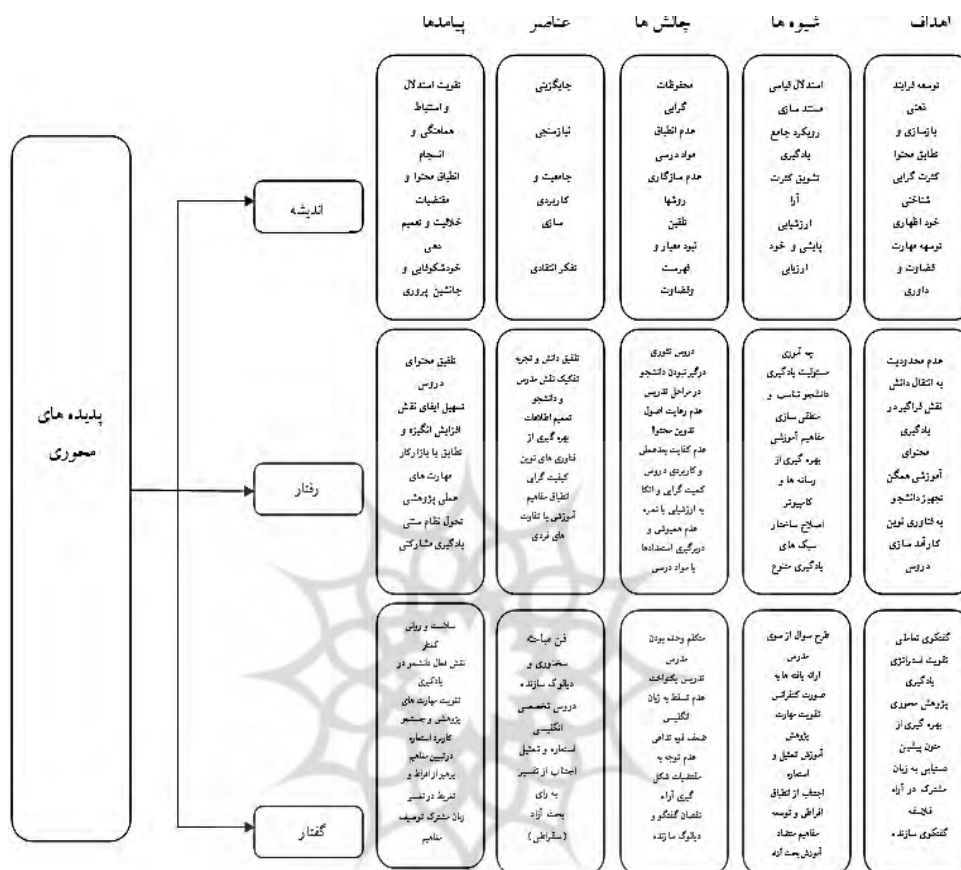 اهداف
شیوه ها
چالش ها
عناصر
پیامدها
توسعه فرایند
ذهنی
بازسازی و
تطابق محتوا
کثرت گرایی
شناختی
خود اظهاری
توسعه مهارت
قضاوت و
داوری
استدلال قیاسی
مستند سازی
رویکرد جامع
یادگیری
تشویق کثرت
آرا
ارزشیابی
پایشی و خود
ارزیابی
محفوظات
گرایی
عدم انطباق
مواد درسی
عدم سازگاری
روشها
تلقین
نبود معیار و
فهرست
وقضاوت
جایگزینی
نیازسنجی
جامعیت و
کاربردی
سازی
تفکر انتقادی
تقویت استدلال
و استنباط
هماهنگی و
انسجام
انطباق محتوا و
مقتضیات
خلاقیت و تعمیم
دهی
خودشکوفایی و
جانشین پروری
اندیشه
عدم محدودیت
به انتقال دانش
نقش فراگیر در
یادگیری
محتوای
آموزشی همگن
تجهیز دانشجو
به فناوری نوین
کارآمد سازی
دروس
مسئولیت یادگیری
دانشجو تناسب و
منطقی سازی
مفاهیم آموزشی
بهره گیری از
رسانه ها و
کامپیوتر
اصلاح ساختار
سبک های
یادگیری متنوع
دروس تئوری
درگیر نبودن دانشجو
در مراحل تدریس
عدم رعایت اصول
تدوین محتوا
عدم کفایت بعدعملی
و کاربردی دروس
کمیت گرایی و اتکا
به ارزشیابی با نمره
عدم همپوشی و
دربرگیری استعدادها
با مواد درسی
تلفیق دانش و تجربه
تفکیک نقش مدرس
و دانشجو
تعمیم اطلاعات
بهره گیری از
فناوری های نوین
کیفیت گرایی
انطباق مفاهیم
آموزشی با تفاوت
های فردی
تلفیق محتوای
دروس
تسهیل ایفای نقش
افزایش انگیزه و
تطابق با بازارکار
مهارت های
عملی پژوهشی
تحول نظام سنتی
یادگیری مشارکتی
رفتار
پدیده های
محوری
گفتگوی تعاملی
تقویت استراتژی
یادگیری
پژوهش محوری
بهره گیری از
متون پیشین
دستیابی به زبان
مشترک در آراء
فلاسفه
گفتگوی سازنده
طرح سوال از سوی
مدرس
ارائه یافته ها به
صورت کنفرانس
تقویت مهارت
پژوهش
آموزش تمثیل و
استعاره
اجتناب از انطباق
افراطی و توسعه
مفاهیم متضاد
آموزش بحث آزاد
متکلم وحده بودن
مدرس
تدریس یکنواخت
عدم تسلط به زبان
انگلیسی
ضعف قوه تداعی
عدم توجه به
مقتضیات شکل
گیری آراء
نقصان گفتگو و
دیالوگ سازنده
فن مباحثه
سخنوری و
دیالوگ سازنده
دروس تخصصی
انگلیسی
استعاره و تمثیل
اجتناب از تفسیر
به رای
بحث آزاد
(سقراطی)
سلاست و روانی
گفتار
نقش فعال دانشجو در
یادگیری
تقویت مهارت های
پژوهشی و جستجو
کاربرد استعاره
درتبیین مفاهیم
پرهیز از افراط و
تفریط در تفسیر
زبان مشترک توصیف
مفاهیم
گفتار